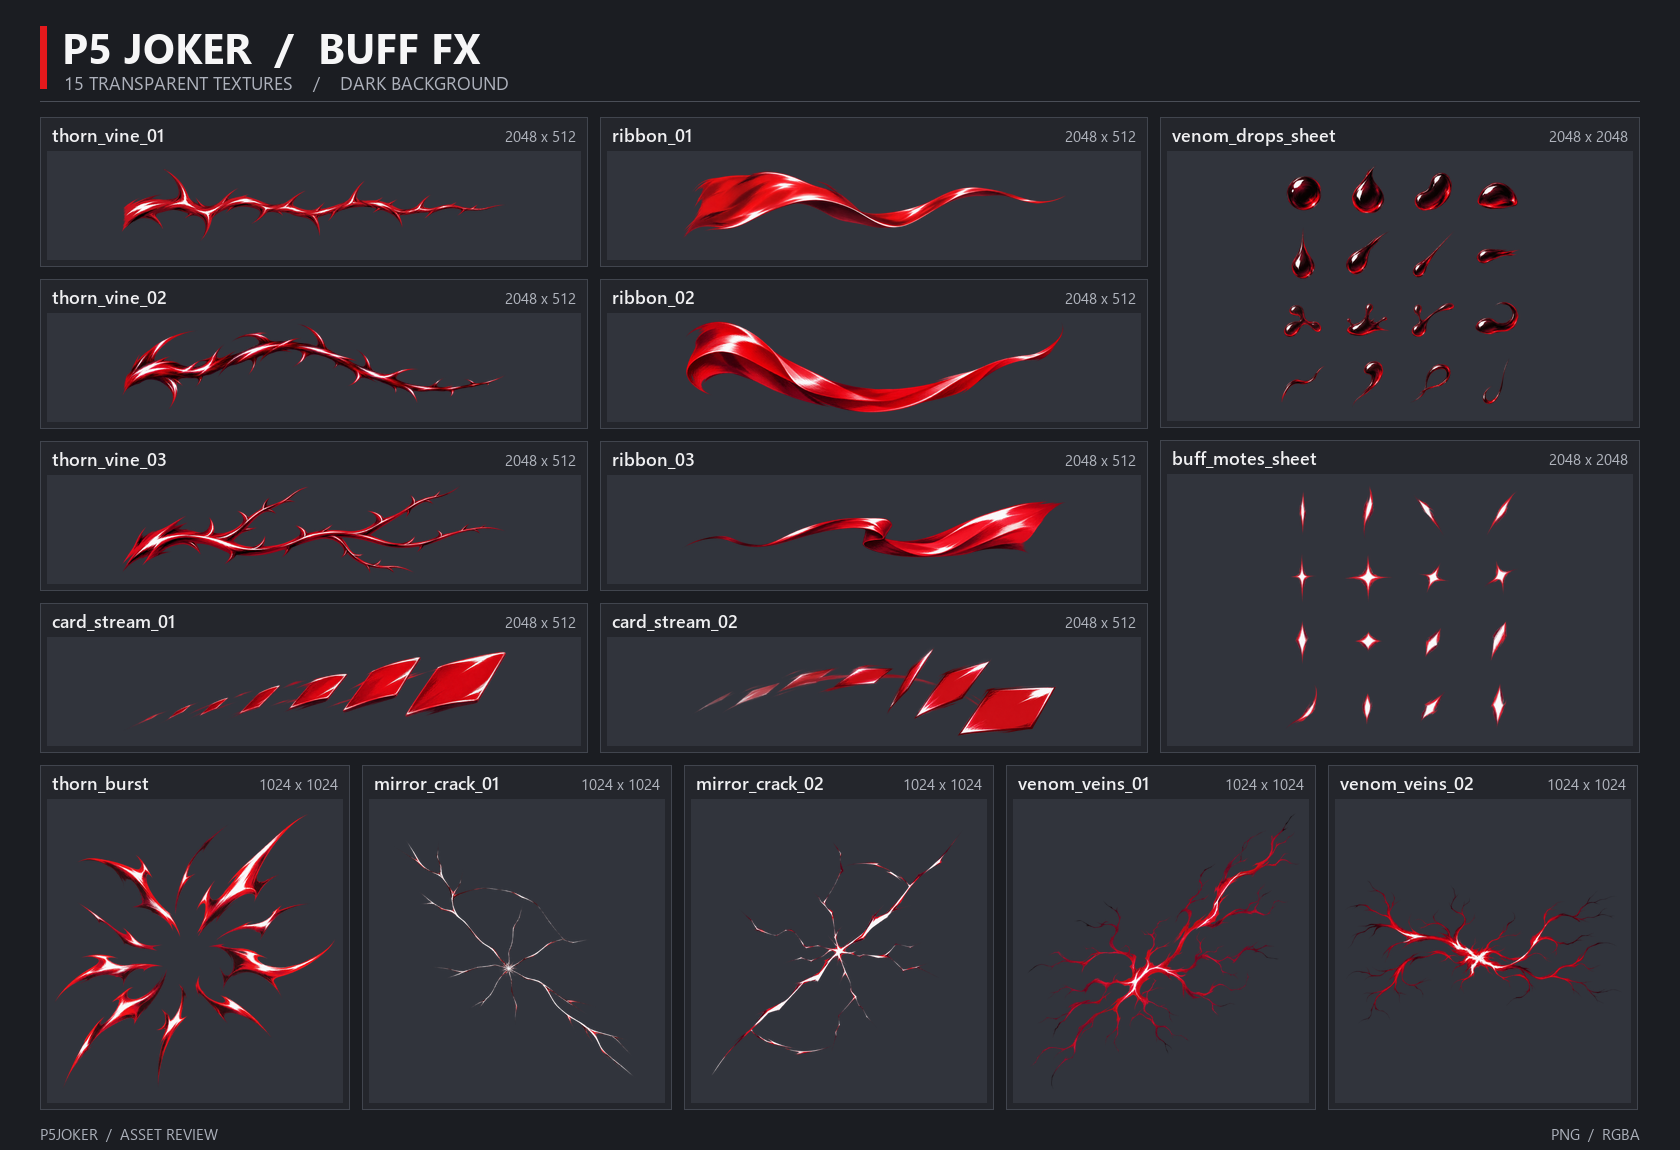 P5 JOKER / BUFF FX
15 TRANSPARENT TEXTURES / DARK BACKGROUND
thorn_vine_01 2048 x 512
ribbon_01 2048 x 512
venom_drops_sheet 2048 x 2048
thorn_vine_02 2048 x 512
ribbon_02 2048 x 512
thorn_vine_03 2048 x 512
ribbon_03 2048 x 512
buff_motes_sheet 2048 x 2048
card_stream_01 2048 x 512
card_stream_02 2048 x 512
thorn_burst 1024 x 1024
mirror_crack_01 1024 x 1024
mirror_crack_02 1024 x 1024
venom_veins_01 1024 x 1024
venom_veins_02 1024 x 1024
P5JOKER / ASSET REVIEW
PNG / RGBA